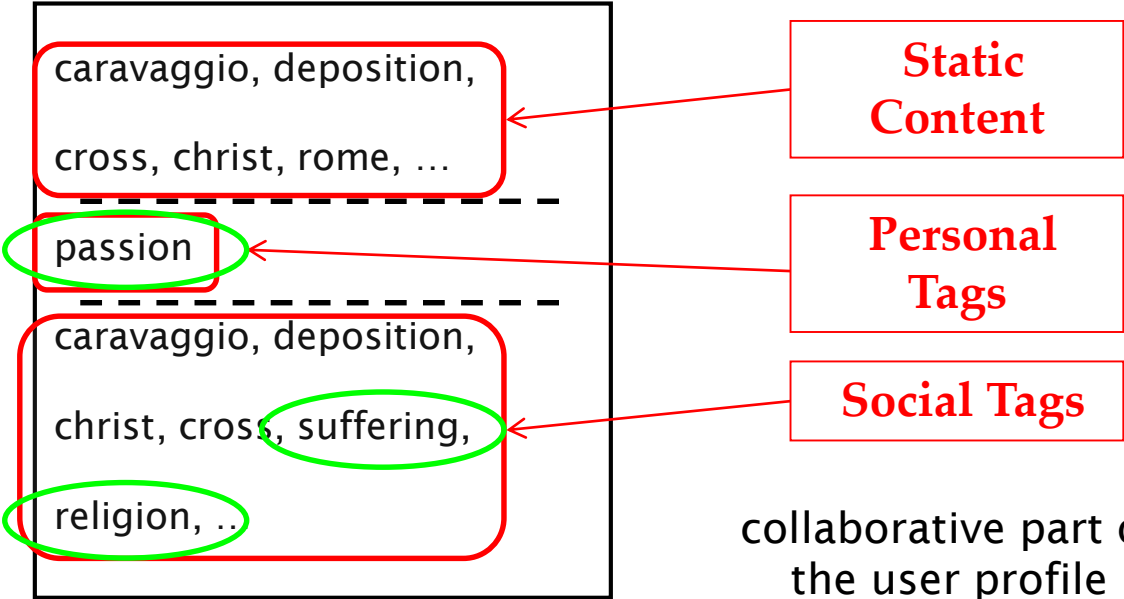 caravaggio, deposition,
cross, christ, rome, ...
passion
caravaggio, deposition,
christ, cross, suffering,
religion, ..
Static
Content
Personal
Tags
Social Tags
collaborative part
the user profile